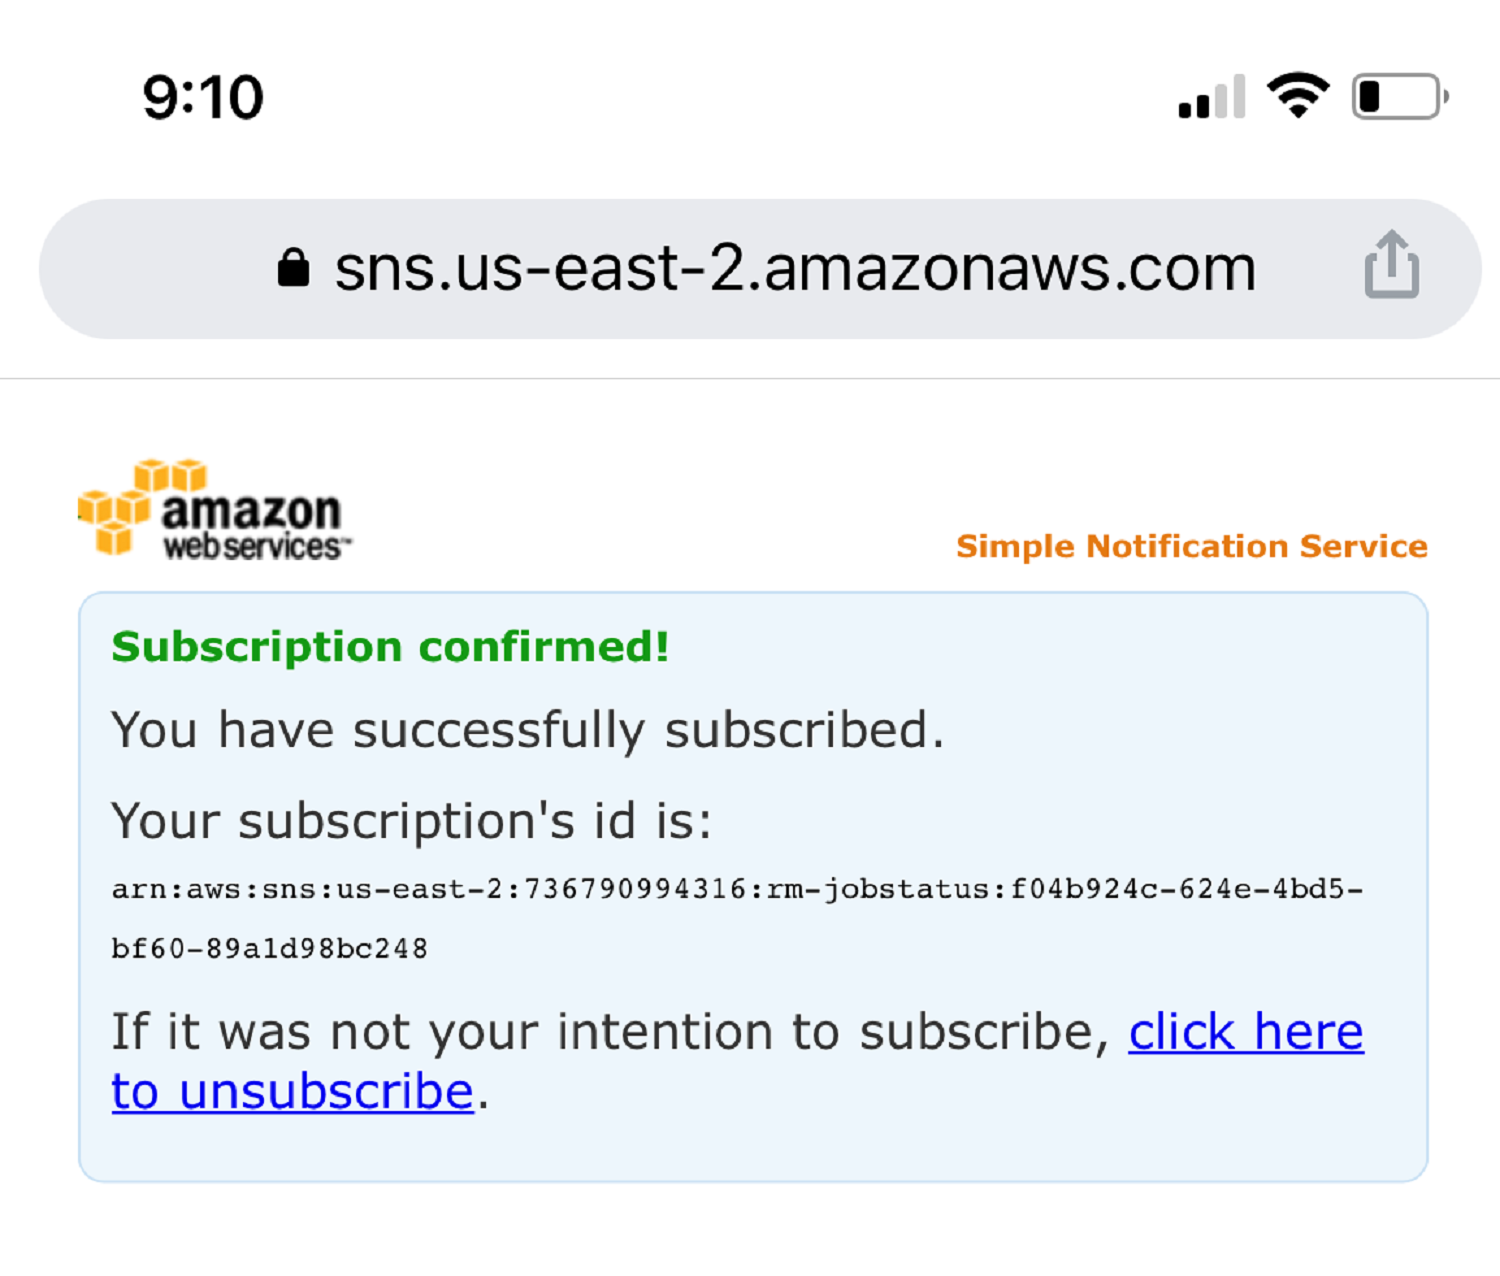 9:10
sns.us-east-2.amazonaws.com
amazon
webservices™
Simple Notification Service
Subscription confirmed!
You have successfully subscribed.
Your subscription's id is:
arn:aws:sns:us-east-2:736790994316:rm-jobstatus:f04b924c-624e-4bd5-
bf60-89a1d98bc248
If it was not your intention to subscribe, click here
to unsubscribe.